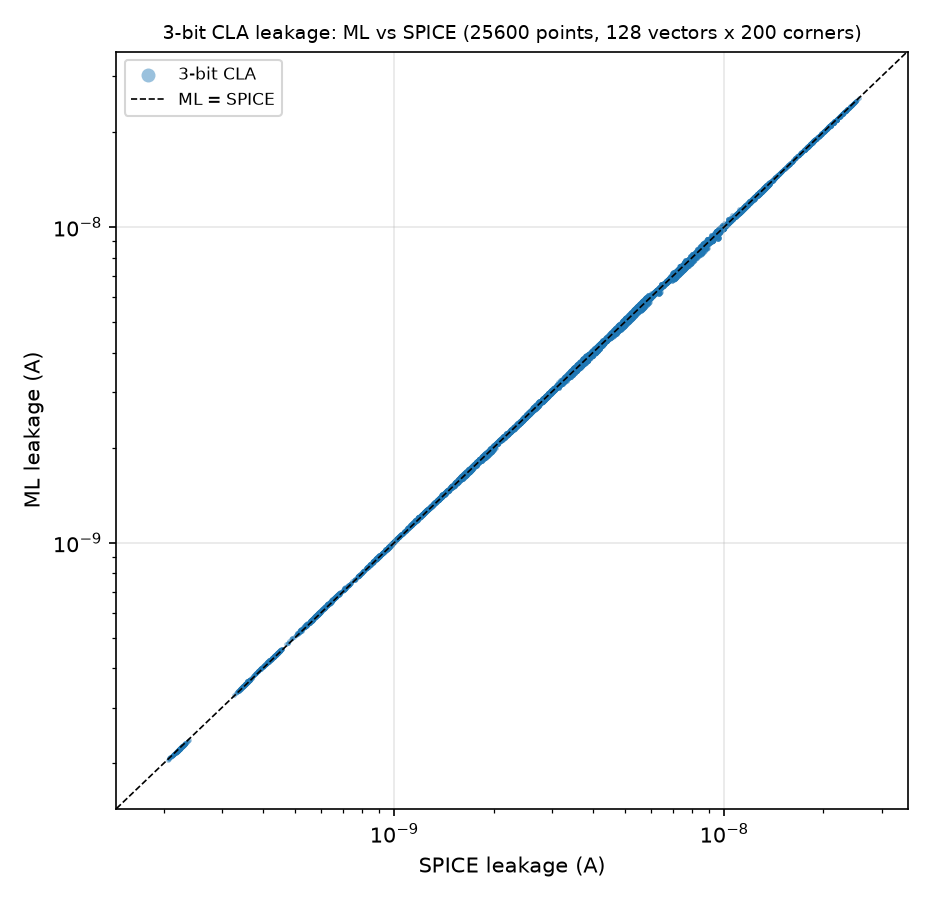 3-bit CLA leakage: ML vs SPICE (25600 points, 128 vectors x 200 corners)
3-bit CLA
ML = SPICE
10⁻⁸
10⁻⁹
ML leakage (A)
10⁻⁹
10⁻⁸
SPICE leakage (A)